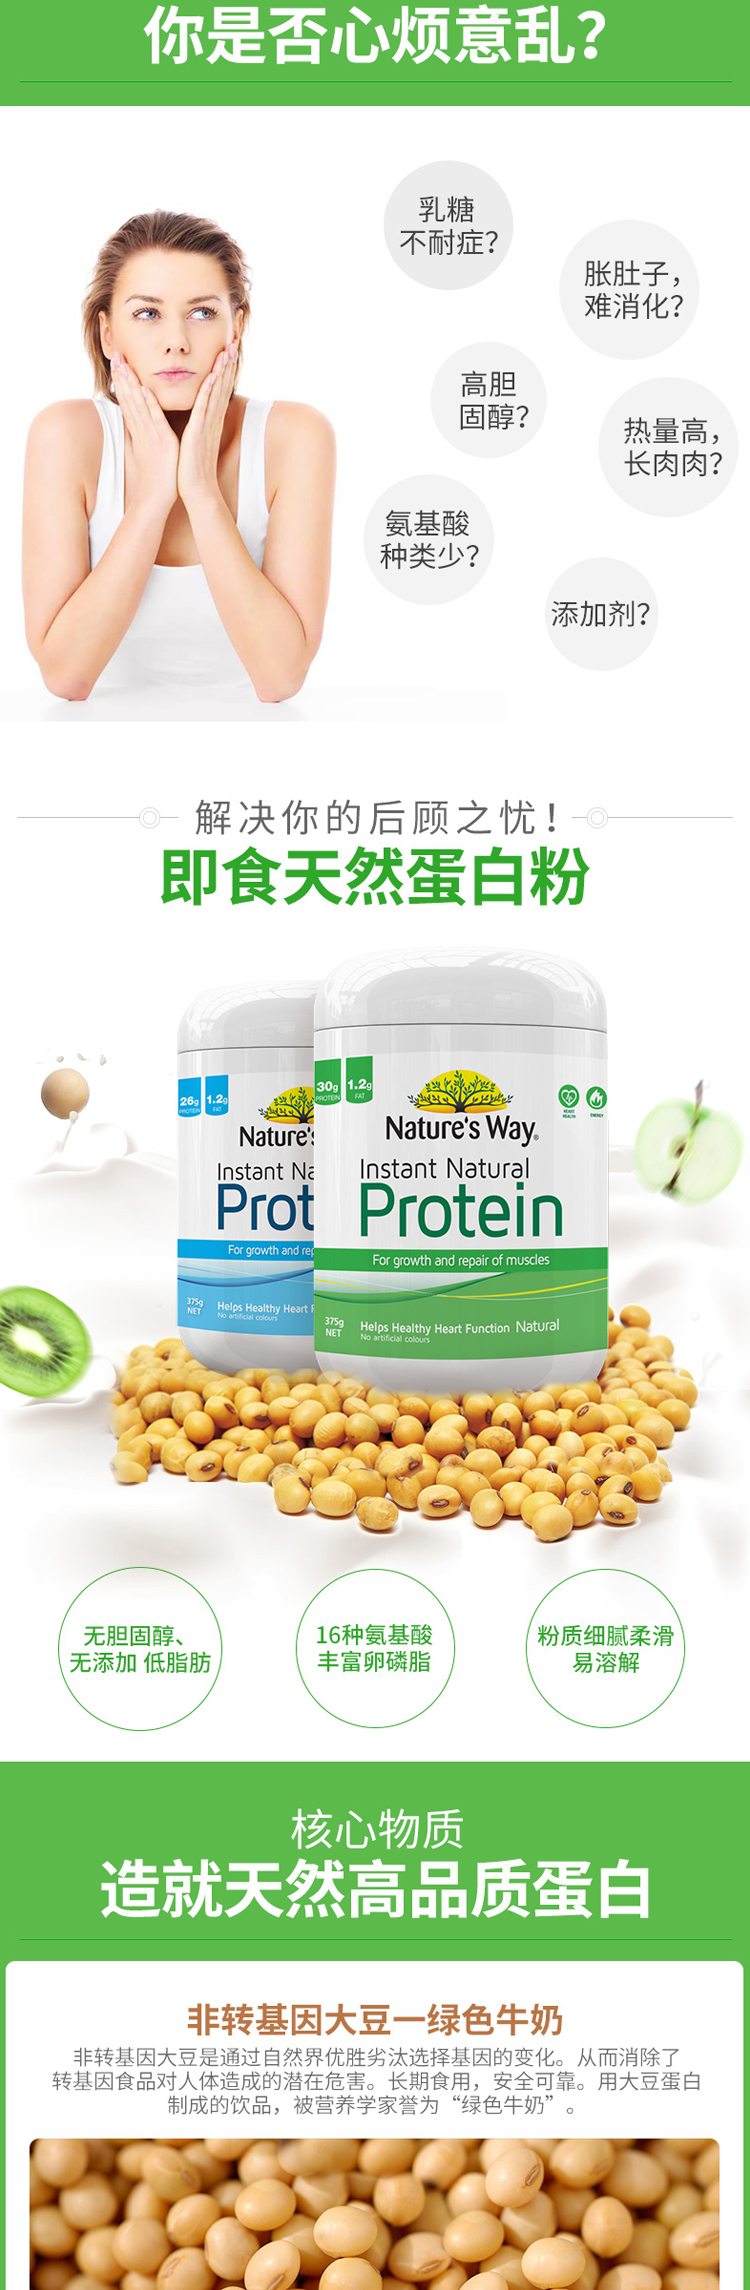 你是否心烦意乱？
乳糖
不耐症？
胀肚子，
难消化？
高胆
固醇？
热量高，
长肉肉？
氨基酸
种类少？
添加剂？
解决你的后顾之忧！
即食天然蛋白粉
26g
PROTEIN
1.2g
FAT
Nature's
Instant Na
Prot
For growth and rep
375g
NET
Helps Healthy Heart F
No artificial colours
30g
PROTEIN
1.2g
FAT
Nature's Way
HEART
HEALTH
ENERGY
Instant Natural
Protein
For growth and repair of muscles
375g
NET
Helps Healthy Heart Function Natural
No artificial colours
无胆固醇、
无添加 低脂肪
16种氨基酸
丰富卵磷脂
粉质细腻柔滑
易溶解
核心物质
造就天然高品质蛋白
非转基因大豆一绿色牛奶
非转基因大豆是通过自然界优胜劣汰选择基因的变化。从而消除了
转基因食品对人体造成的潜在危害。长期食用，安全可靠。用大豆蛋白
制成的饮品，被营养学家誉为“绿色牛奶”。